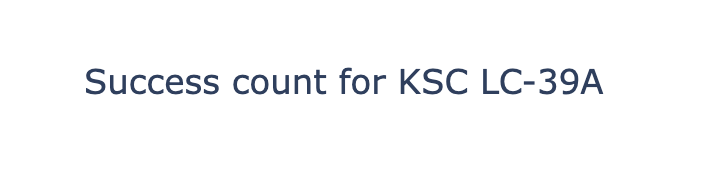 Success count for KSC LC-39A